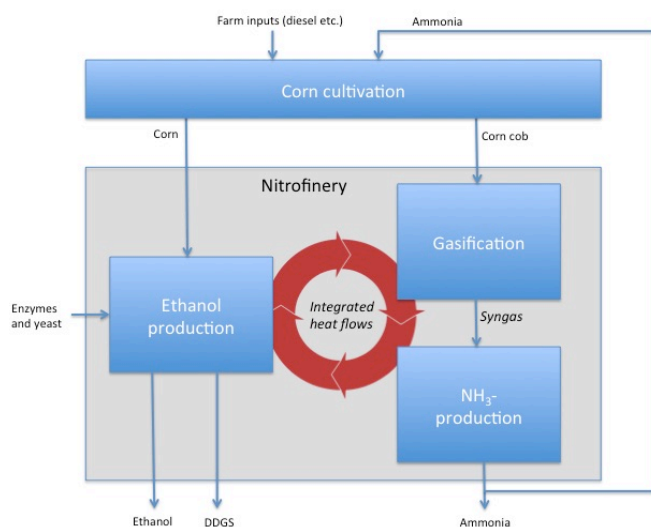 Farm inputs (diesel etc.)
Ammonia
Corn cultivation
Corn
Corn cob
Nitrofinery
Gasification
Ethanol
production
Integrated
heat flows
Enzymes
and yeast
Syngas
NH₃-
production
Ethanol
DDGS
Ammonia